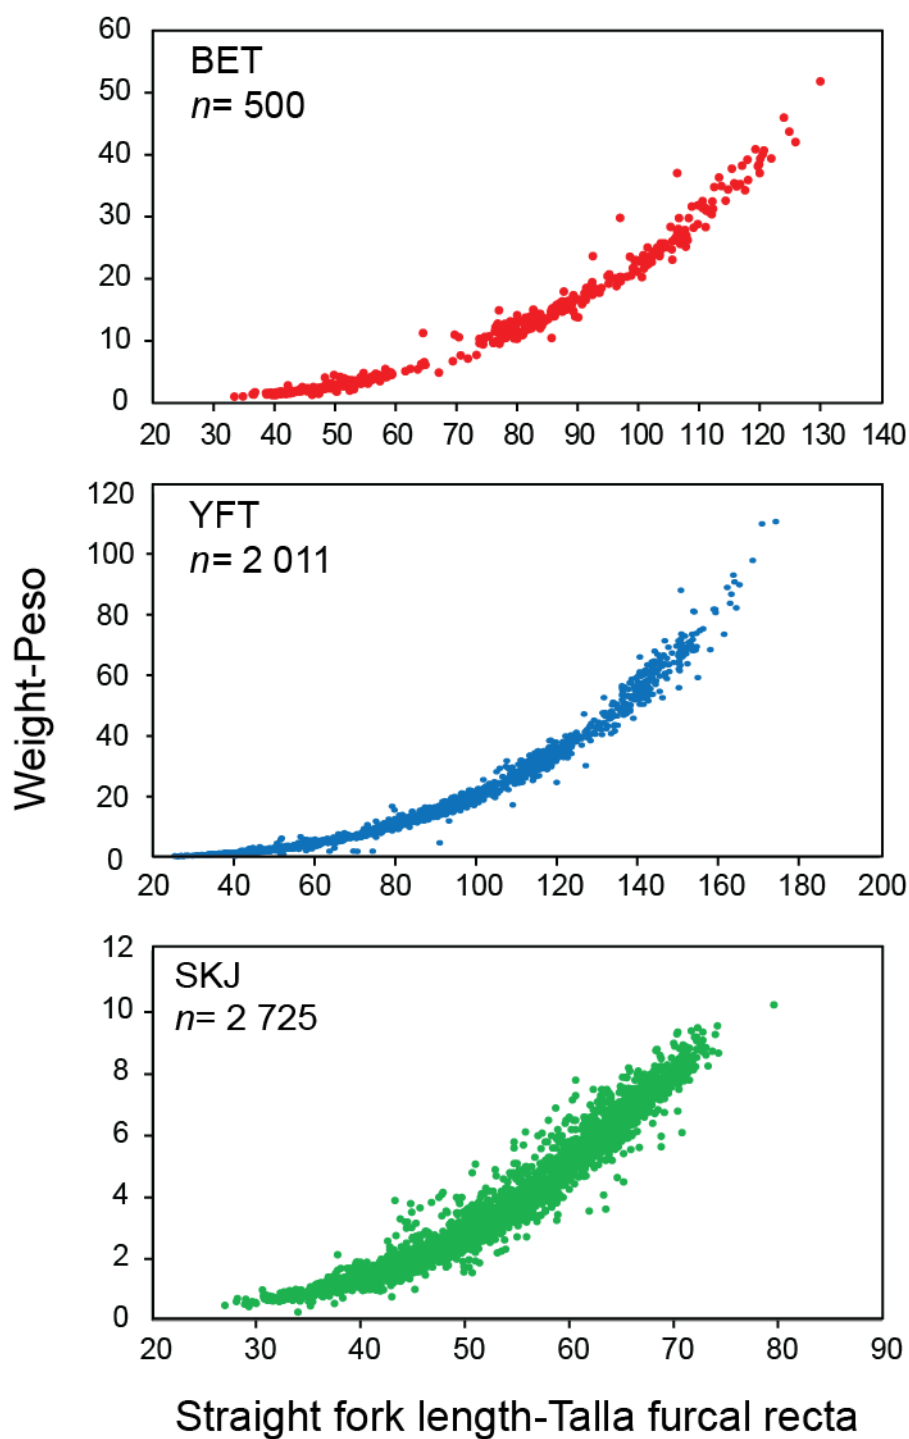 Weight-Peso
BET
n= 500
60
50
40
30
20
10
0
20 30 40 50 60 70 80 90 100 110 120 130 140
YFT
n= 2 011
120
100
80
60
40
20
0
20 40 60 80 100 120 140 160 180 200
SKJ
n= 2 725
12
10
8
6
4
2
0
20 30 40 50 60 70 80 90
Straight fork length-Talla furcal recta